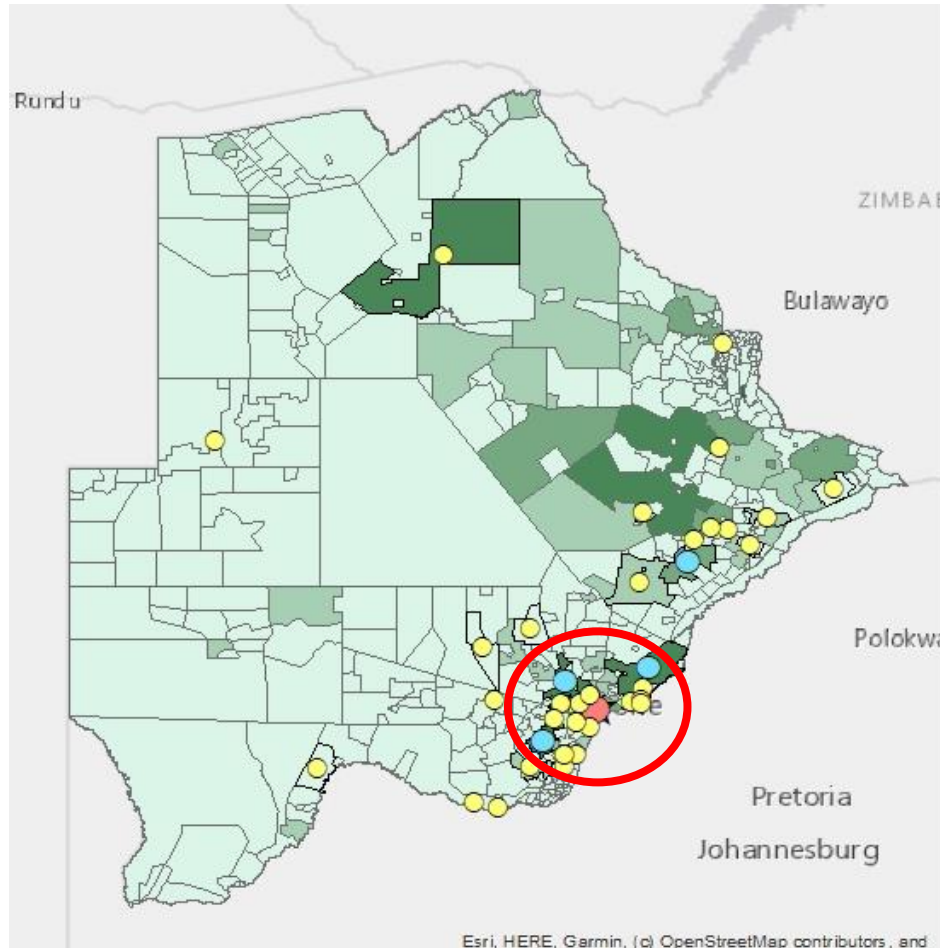 Rundu
ZIMBAB
Bulawayo
Polokwa
Pretoria
Johannesburg
Esri, HERE, Garmin, (c) OpenStreetMap contributors, and